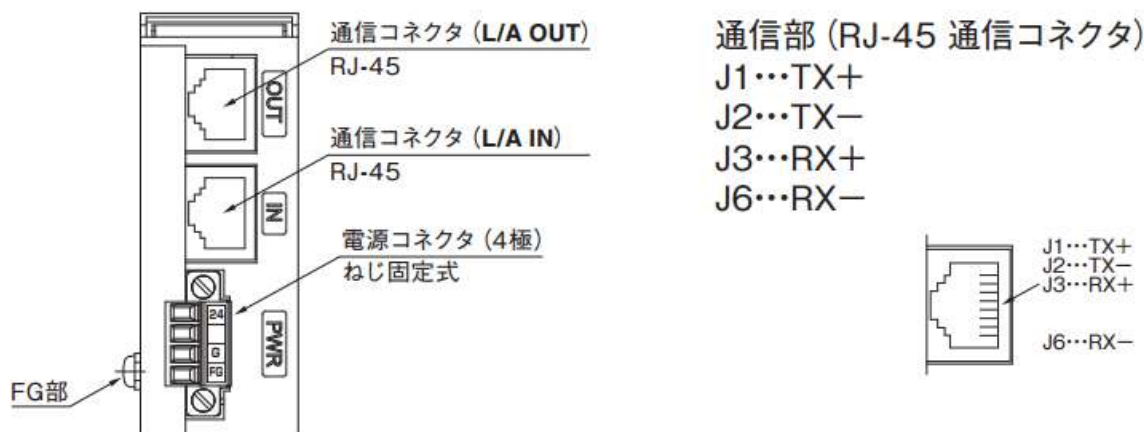 通信コネクタ（L/A OUT）
RJ-45
OUT
通信コネクタ（L/A IN）
RJ-45
IN
電源コネクタ（4極）
ねじ固定式
24
G
FG
PWR
FG部
通信部（RJ-45 通信コネクタ）
J1…TX+
J2…TX−
J3…RX+
J6…RX−
J1…TX+
J2…TX−
J3…RX+
J6…RX−